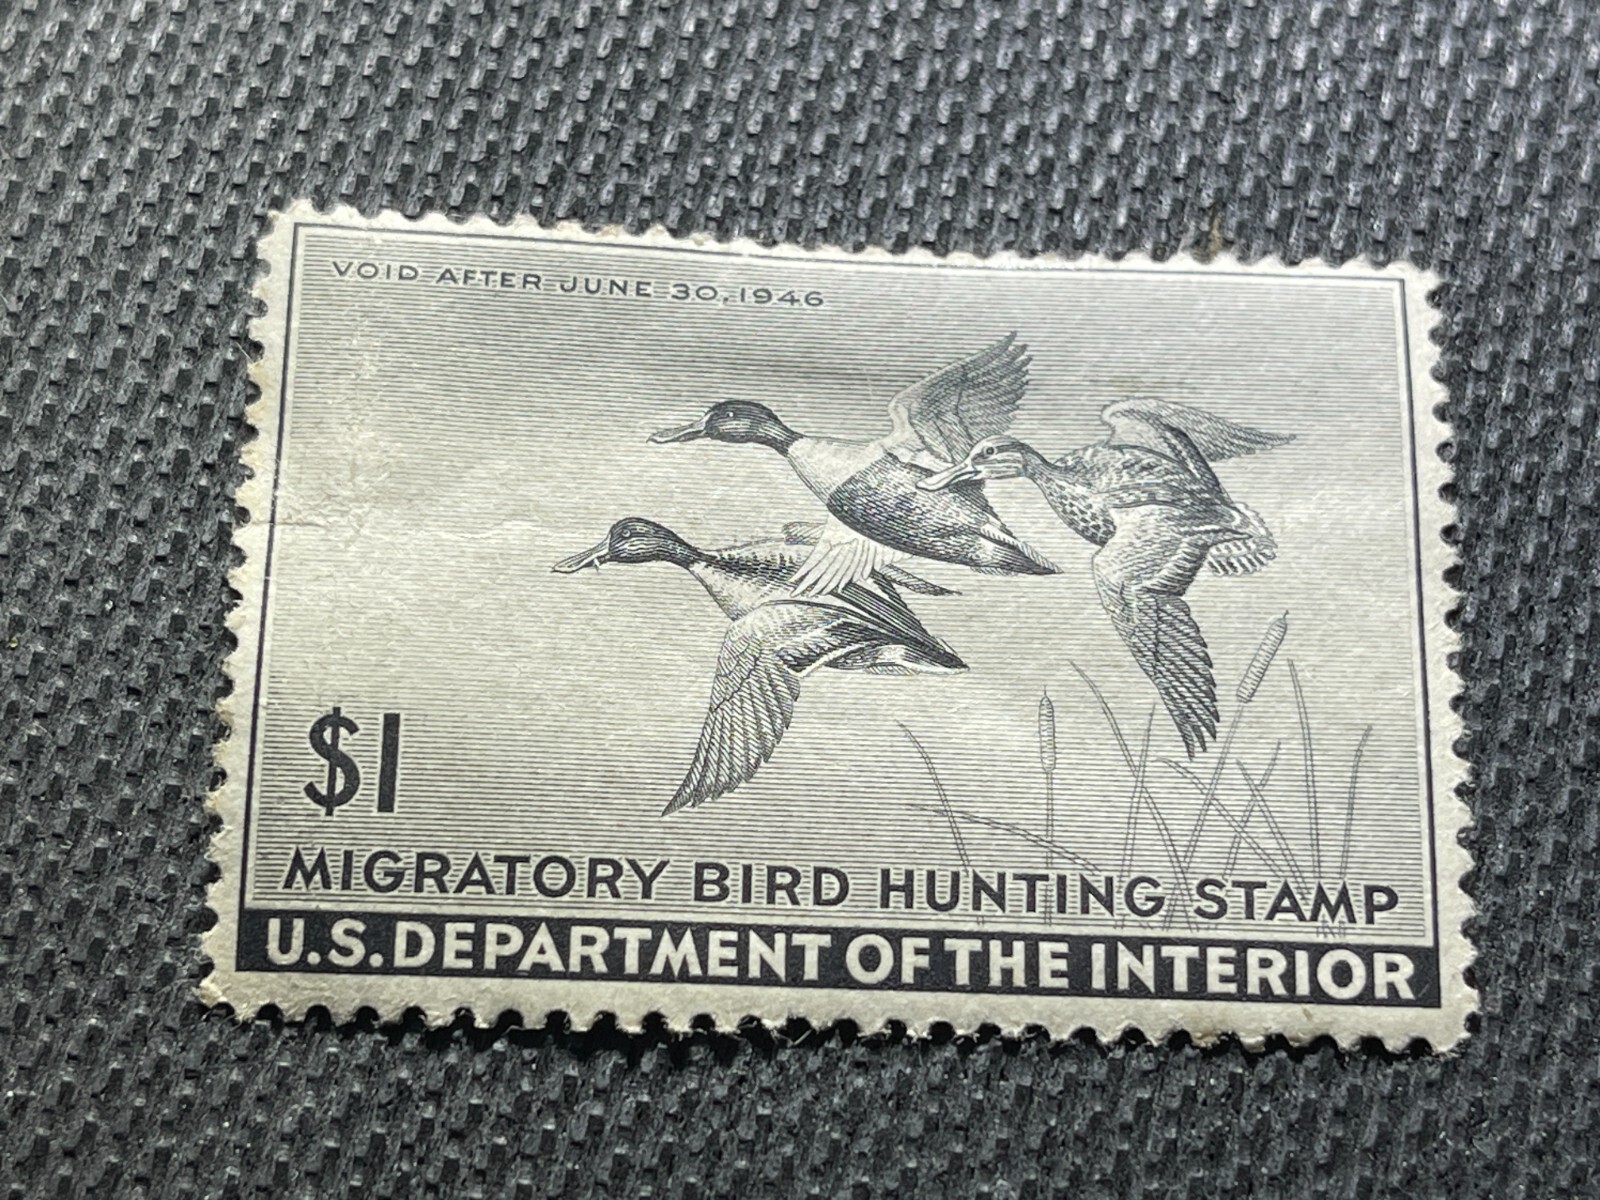 VOID AFTER JUNE 30, 1946
$1
MIGRATORY BIRD HUNTING STAMP
U.S. DEPARTMENT OF THE INTERIOR